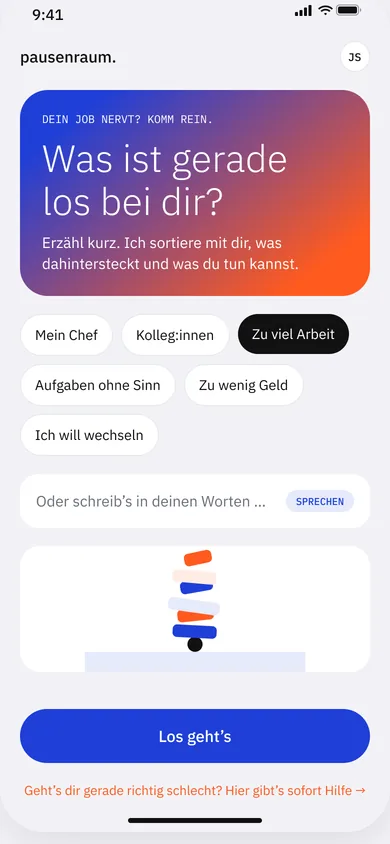 9:41
pausenraum.
JS
DEIN JOB NERVT? KOMM REIN.
Was ist gerade
los bei dir?
Erzähl kurz. Ich sortiere mit dir, was
dahintersteckt und was du tun kannst.
Mein Chef
Kolleg:innen
Zu viel Arbeit
Aufgaben ohne Sinn
Zu wenig Geld
Ich will wechseln
Oder schreib’s in deinen Worten ...
SPRECHEN
Los geht’s
Geht’s dir gerade richtig schlecht? Hier gibt’s sofort Hilfe →